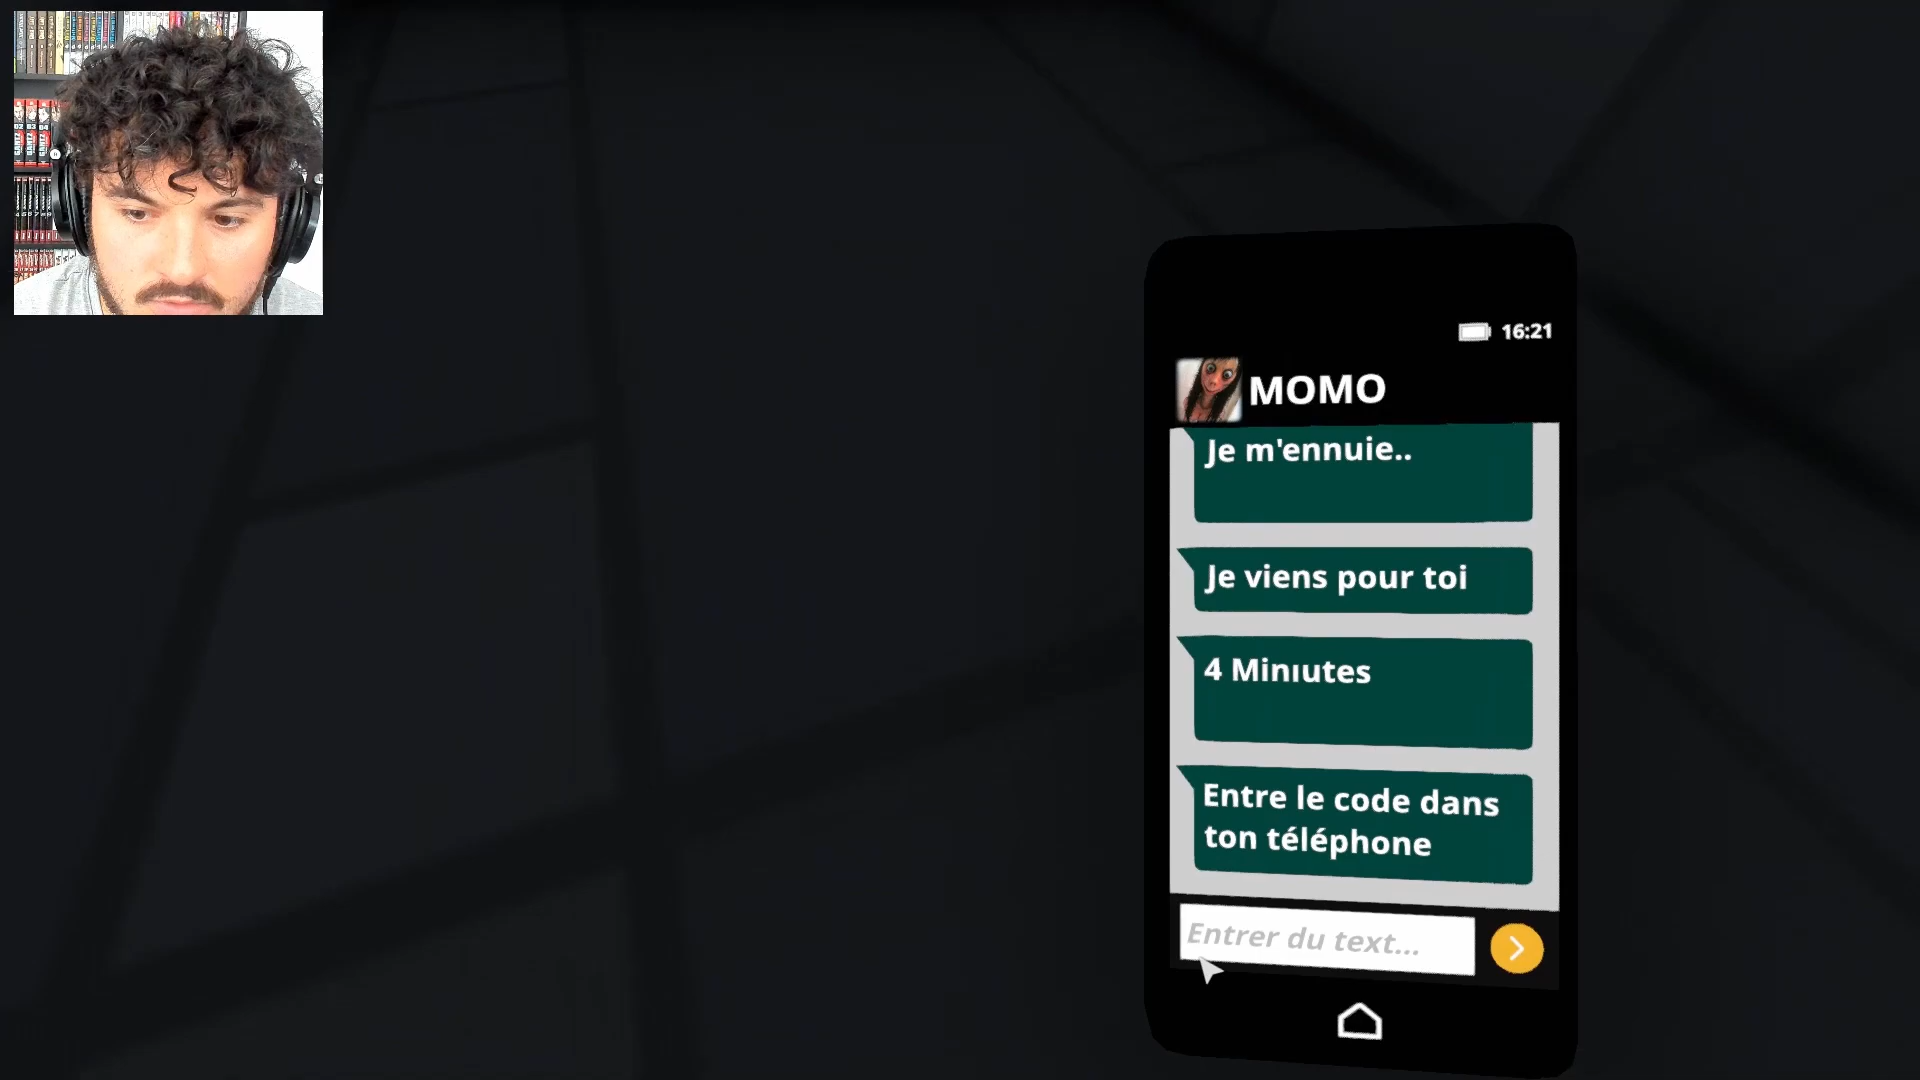 16:21
MOMO
Je m'ennuie..
Je viens pour toi
4 Minıutes
Entre le code dans
ton téléphone
Entrer du text...